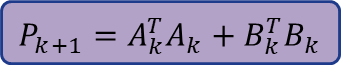 $P_{k+1} = A_k^T A_k + B_k^T B_k$